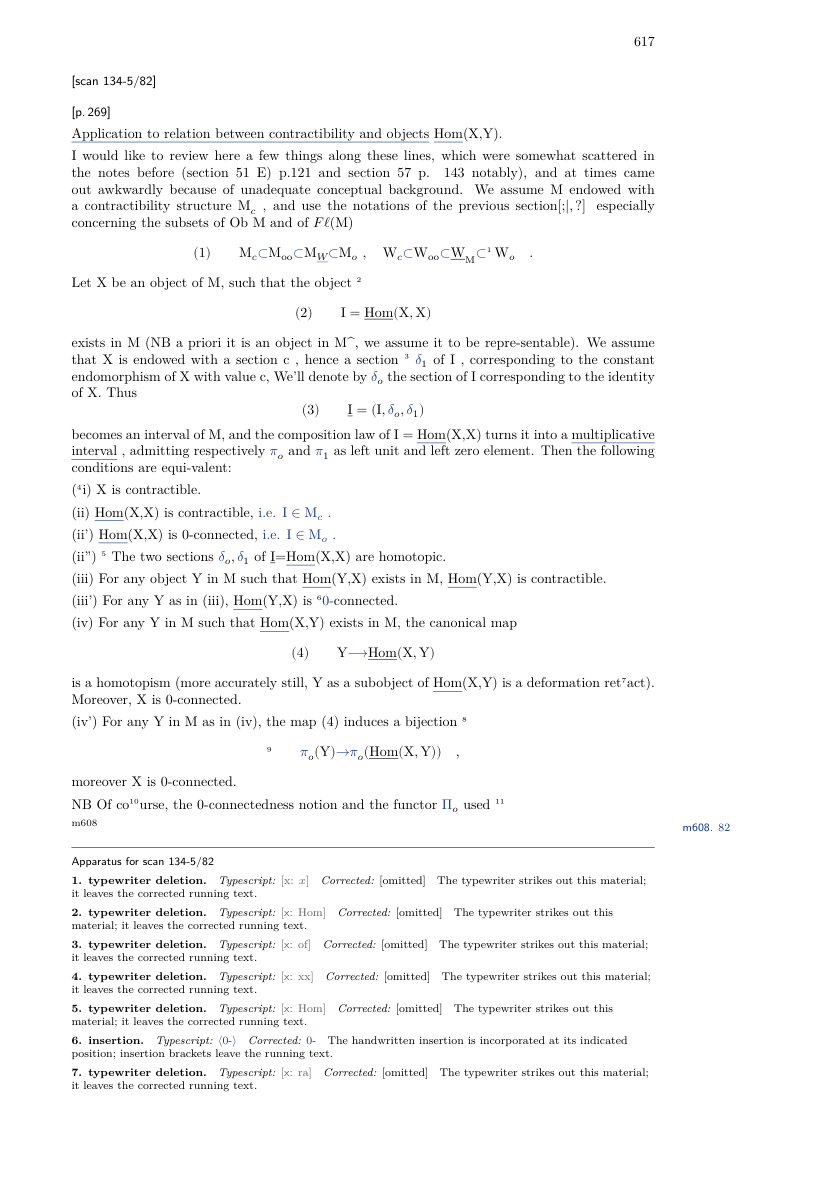 617
[scan 134-5/82]
[p. 269]
Application to relation between contractibility and objects Hom(X,Y).
I would like to review here a few things along these lines, which were somewhat scattered in
the notes before (section 51 E) p.121 and section 57 p. 143 notably), and at times came
out awkwardly because of unadequate conceptual background. We assume M endowed with
a contractibility structure M_c , and use the notations of the previous section[;|, ?] especially
concerning the subsets of Ob M and of Fℓ(M)
(1) M_c⊂M_oo⊂M_W⊂M_o , W_c⊂W_oo⊂W_M⊂¹ W_o .
Let X be an object of M, such that the object ²
(2) I = Hom(X, X)
exists in M (NB a priori it is an object in M^, we assume it to be repre-sentable). We assume
that X is endowed with a section c , hence a section ³ δ₁ of I , corresponding to the constant
endomorphism of X with value c, We'll denote by δ_o the section of I corresponding to the identity
of X. Thus
(3) I = (I, δ_o, δ₁)
becomes an interval of M, and the composition law of I = Hom(X,X) turns it into a multiplicative
interval , admitting respectively π_o and π₁ as left unit and left zero element. Then the following
conditions are equi-valent:
(⁴i) X is contractible.
(ii) Hom(X,X) is contractible, i.e. I ∈ M_c .
(ii') Hom(X,X) is 0-connected, i.e. I ∈ M_o .
(ii") ⁵ The two sections δ_o, δ₁ of I=Hom(X,X) are homotopic.
(iii) For any object Y in M such that Hom(Y,X) exists in M, Hom(Y,X) is contractible.
(iii') For any Y as in (iii), Hom(Y,X) is ⁶0-connected.
(iv) For any Y in M such that Hom(X,Y) exists in M, the canonical map
(4) Y⟶Hom(X, Y)
is a homotopism (more accurately still, Y as a subobject of Hom(X,Y) is a deformation ret⁷act).
Moreover, X is 0-connected.
(iv') For any Y in M as in (iv), the map (4) induces a bijection ⁸
⁹ π_o(Y)→π_o(Hom(X, Y)) ,
moreover X is 0-connected.
NB Of co¹⁰urse, the 0-connectedness notion and the functor Π_o used ¹¹
m608
m608. 82
Apparatus for scan 134-5/82
1. typewriter deletion. Typescript: [x: x] Corrected: [omitted] The typewriter strikes out this material;
it leaves the corrected running text.
2. typewriter deletion. Typescript: [x: Hom] Corrected: [omitted] The typewriter strikes out this
material; it leaves the corrected running text.
3. typewriter deletion. Typescript: [x: of] Corrected: [omitted] The typewriter strikes out this material;
it leaves the corrected running text.
4. typewriter deletion. Typescript: [x: xx] Corrected: [omitted] The typewriter strikes out this material;
it leaves the corrected running text.
5. typewriter deletion. Typescript: [x: Hom] Corrected: [omitted] The typewriter strikes out this
material; it leaves the corrected running text.
6. insertion. Typescript: ⟨0-⟩ Corrected: 0- The handwritten insertion is incorporated at its indicated
position; insertion brackets leave the running text.
7. typewriter deletion. Typescript: [x: ra] Corrected: [omitted] The typewriter strikes out this material;
it leaves the corrected running text.